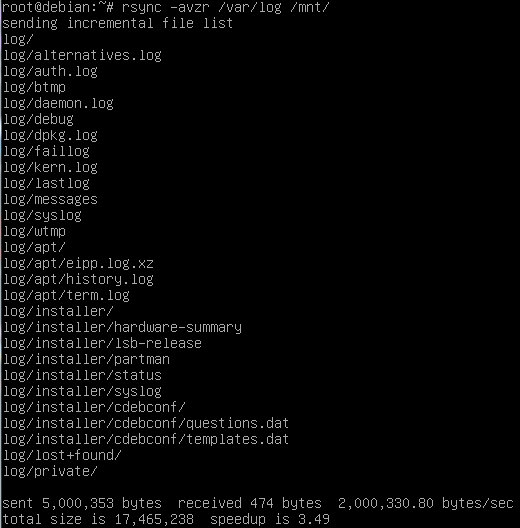 root@debian:~# rsync -avzr /var/log /mnt/
sending incremental file list
log/
log/alternatives.log
log/auth.log
log/btmp
log/daemon.log
log/debug
log/dpkg.log
log/faillog
log/kern.log
log/lastlog
log/messages
log/syslog
log/wtmp
log/apt/
log/apt/eipp.log.xz
log/apt/history.log
log/apt/term.log
log/installer/
log/installer/hardware-summary
log/installer/lsb-release
log/installer/partman
log/installer/status
log/installer/syslog
log/installer/cdebconf/
log/installer/cdebconf/questions.dat
log/installer/cdebconf/templates.dat
log/lost+found/
log/private/
sent 5,000,353 bytes  received 474 bytes  2,000,330.80 bytes/sec
total size is 17,465,238  speedup is 3.49